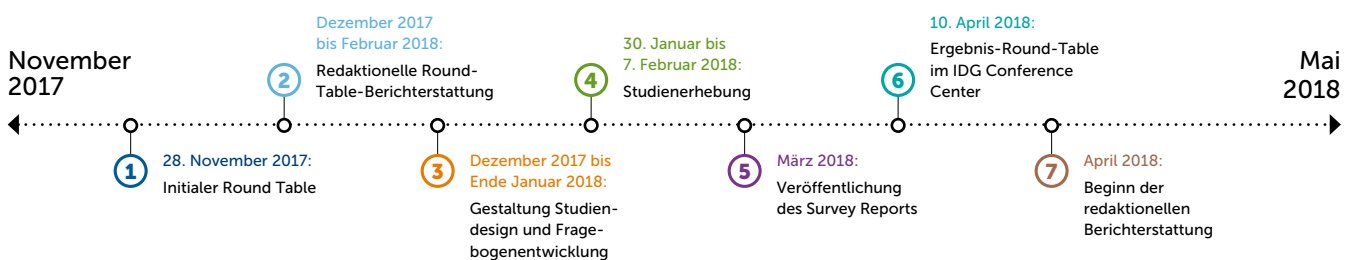 November
2017
1
28. November 2017:
Initialer Round Table
2
Dezember 2017
bis Februar 2018:
Redaktionelle Round-
Table-Berichterstattung
3
Dezember 2017 bis
Ende Januar 2018:
Gestaltung Studien-
design und Frage-
bogenentwicklung
4
30. Januar bis
7. Februar 2018:
Studienerhebung
5
März 2018:
Veröffentlichung
des Survey Reports
6
10. April 2018:
Ergebnis-Round-Table
im IDG Conference
Center
7
April 2018:
Beginn der
redaktionellen
Berichterstattung
Mai
2018